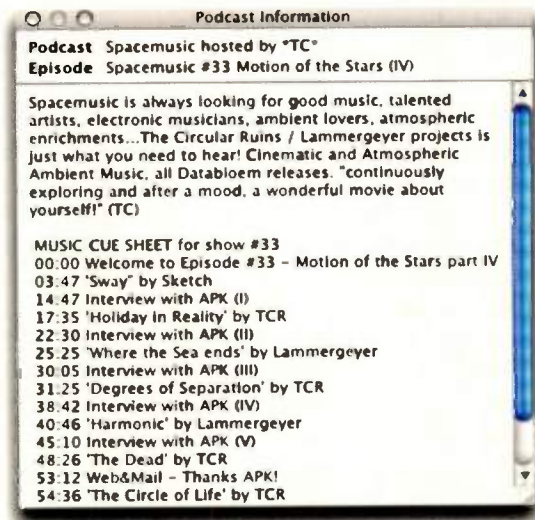 Podcast Information
Podcast Spacemusic hosted by *TC*
Episode Spacemusic #33 Motion of the Stars (IV)
Spacemusic is always looking for good music, talented
artists, electronic musicians, ambient lovers, atmospheric
enrichments...The Circular Ruins / Lammergeyer projects is
just what you need to hear! Cinematic and Atmospheric
Ambient Music, all Databloem releases. "continuously
exploring and after a mood, a wonderful movie about
yourself!" (TC)
MUSIC CUE SHEET for show #33
00:00 Welcome to Episode #33 - Motion of the Stars part IV
03:47 'Sway" by Sketch
14:47 Interview with APK (I)
17:35 'Holiday in Reality' by TCR
22:30 Interview with APK (II)
25:25 'Where the Sea ends' by Lammergeyer
30:05 Interview with APK (III)
31:25 'Degrees of Separation' by TCR
38:42 Interview with APK (IV)
40:46 'Harmonic' by Lammergeyer
45:10 Interview with APK (V)
48:26 'The Dead' by TCR
53:12 Web&Mail - Thanks APK!
54:36 'The Circle of Life' by TCR